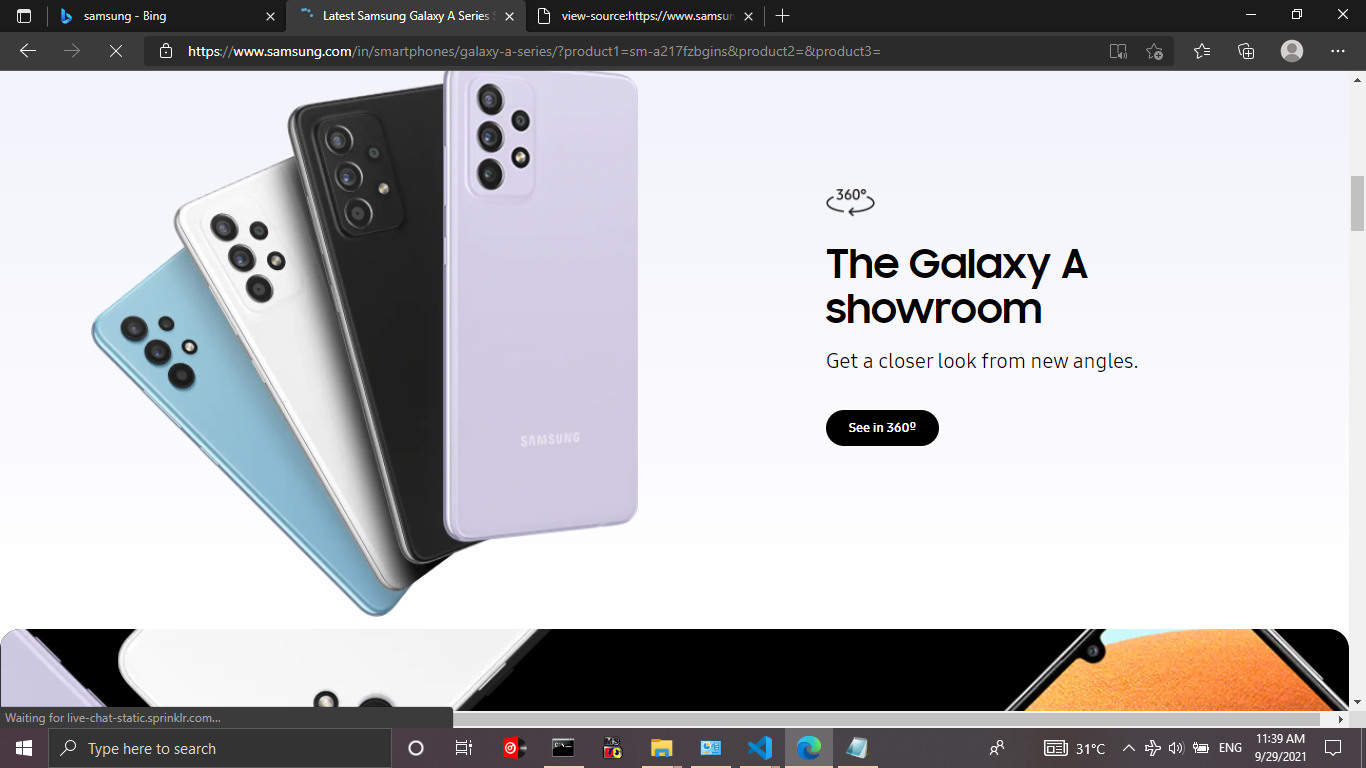 samsung - Bing
Latest Samsung Galaxy A Series S
view-source:https://www.samsun
https://www.samsung.com/in/smartphones/galaxy-a-series/?product1=sm-a217fzbgins&product2=&product3=
360°
The Galaxy A
showroom
Get a closer look from new angles.
See in 360º
SAMSUNG
Waiting for live-chat-static.sprinklr.com...
Type here to search
31°C
ENG
11:39 AM
9/29/2021